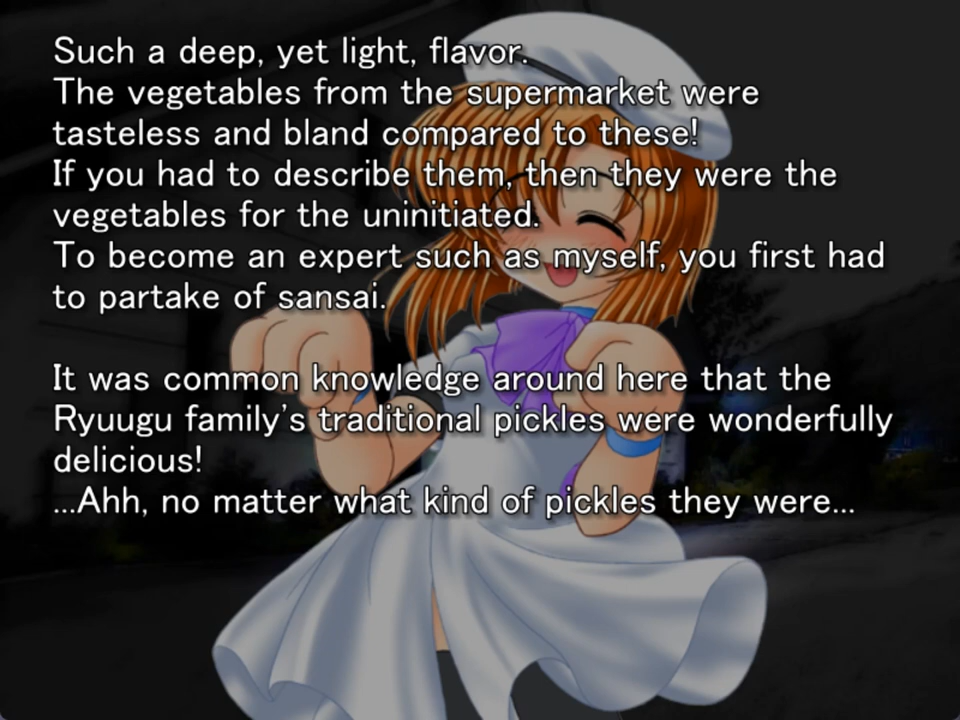 Such a deep, yet light, flavor.
The vegetables from the supermarket were
tasteless and bland compared to these!
If you had to describe them, then they were the
vegetables for the uninitiated.
To become an expert such as myself, you first had
to partake of sansai.
It was common knowledge around here that the
Ryuugu family's traditional pickles were wonderfully
delicious!
...Ahh, no matter what kind of pickles they were...